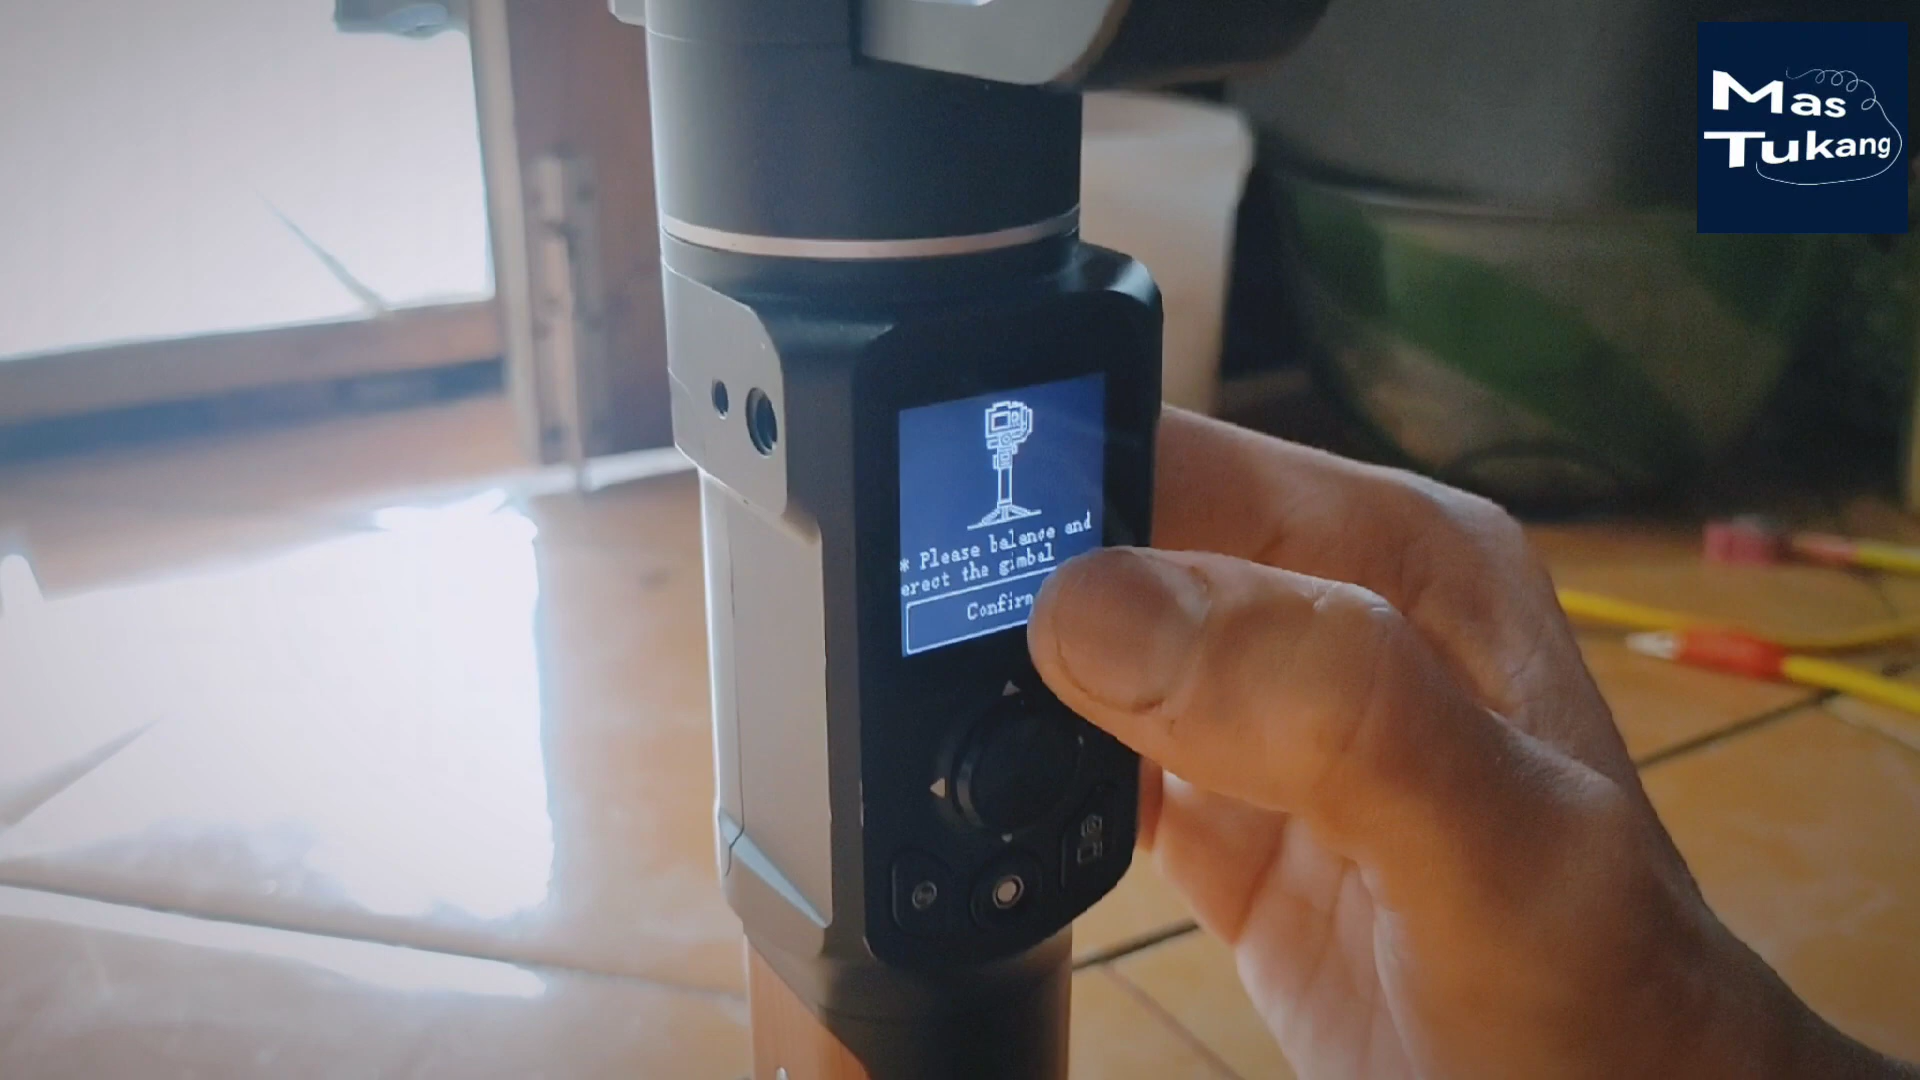 Mas
Tukang
* Please balance and
erect the gimbal
Confirm